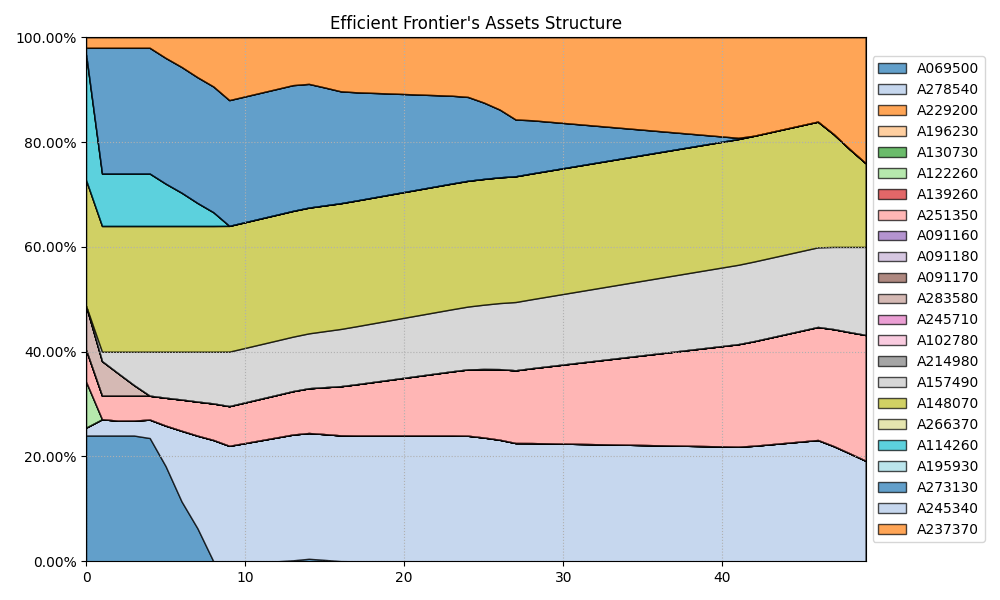 Efficient Frontier's Assets Structure
100.00%
80.00%
60.00%
40.00%
20.00%
0.00%
0
10
20
30
40
A069500
A278540
A229200
A196230
A130730
A122260
A139260
A251350
A091160
A091180
A091170
A283580
A245710
A102780
A214980
A157490
A148070
A266370
A114260
A195930
A273130
A245340
A237370